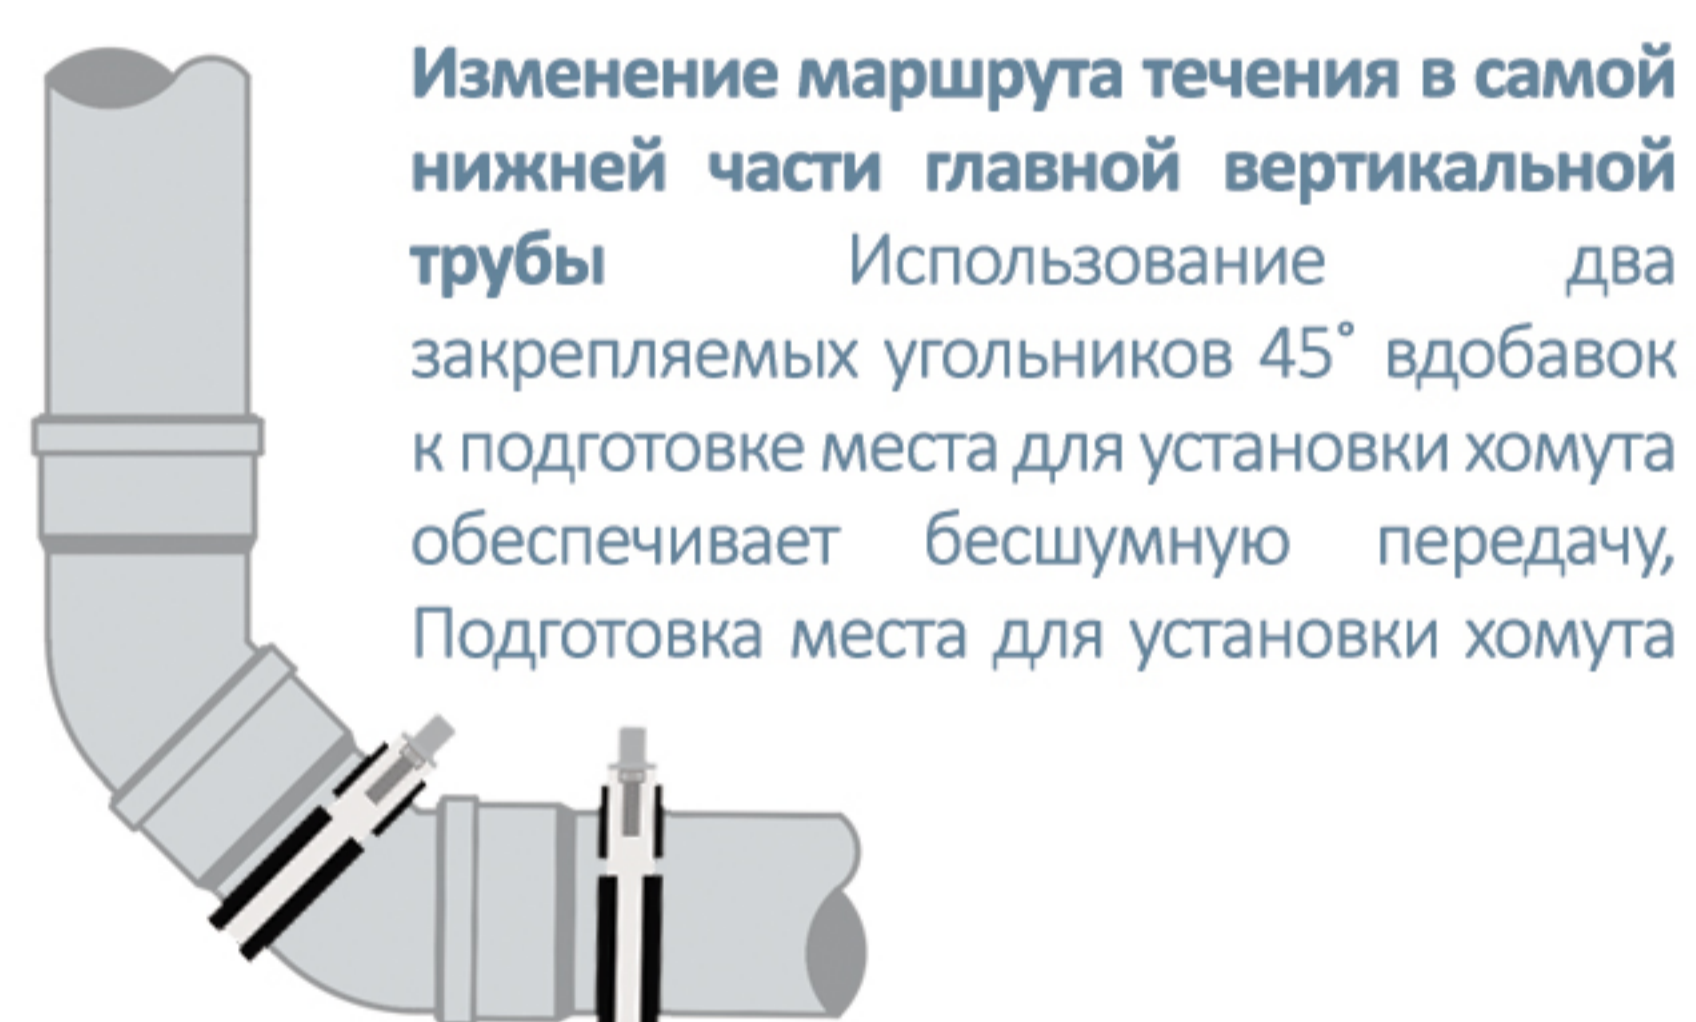 Изменение маршрута течения в самой
нижней части главной вертикальной
трубы Использование два
закрепляемых угольников 45˚ вдобавок
к подготовке места для установки хомута
обеспечивает бесшумную передачу,
Подготовка места для установки хомута